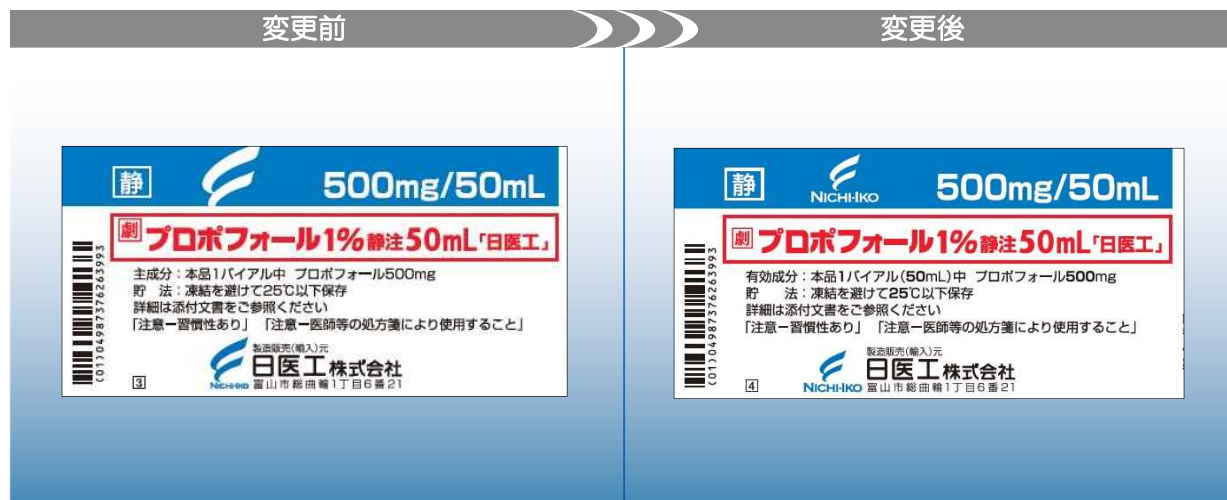 変更前
変更後
静
500mg/50mL
劇 プロポフォール1%静注50mL「日医工」
主成分：本品1バイアル中 プロポフォール500mg
貯　法：凍結を避けて25℃以下保存
詳細は添付文書をご参照ください
「注意－習慣性あり」「注意－医師等の処方箋により使用すること」
製造販売(輸入)元
NICHI-IKO 日医工株式会社
富山市総曲輪1丁目6番21
3
(01)04987376263993
静 NICHI-IKO 500mg/50mL
劇 プロポフォール1%静注50mL「日医工」
有効成分：本品1バイアル(50mL)中 プロポフォール500mg
貯　法：凍結を避けて25℃以下保存
詳細は添付文書をご参照ください
「注意－習慣性あり」「注意－医師等の処方箋により使用すること」
製造販売(輸入)元
NICHI-IKO 日医工株式会社
富山市総曲輪1丁目6番21
4
(01)04987376263993